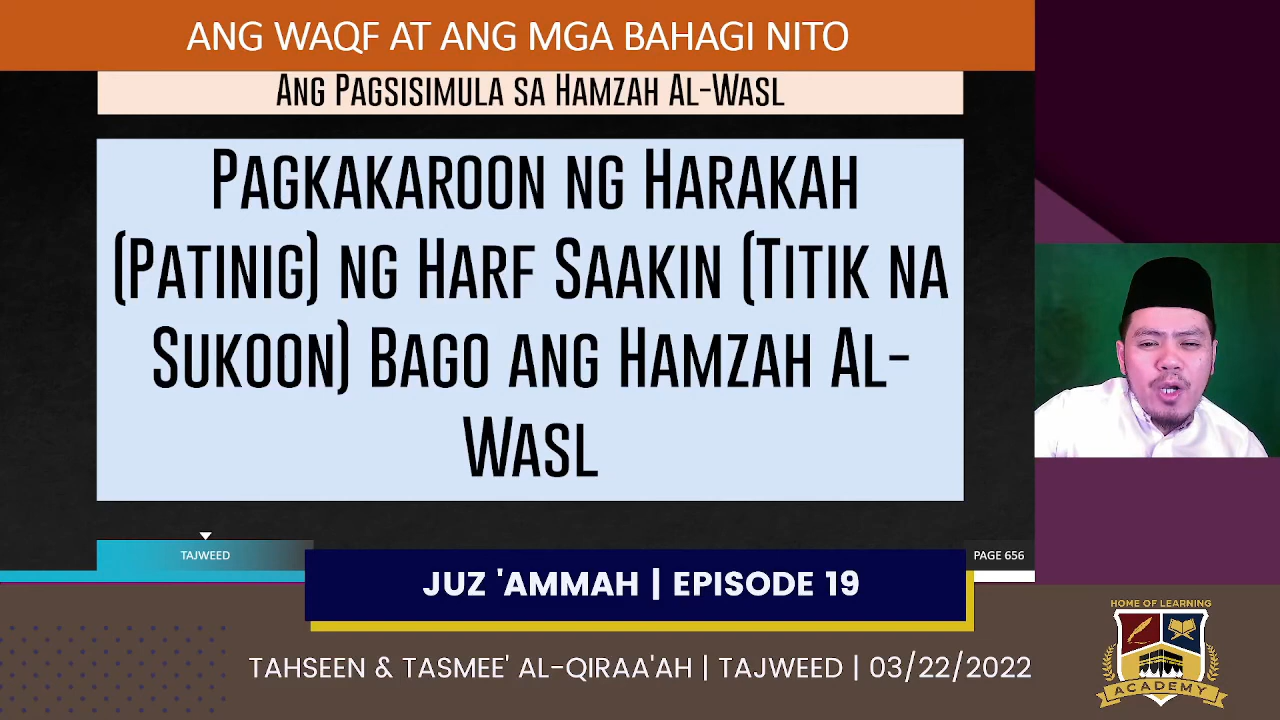 ANG WAQF AT ANG MGA BAHAGI NITO
ANG PAGSISIMULA SA HAMZAH AL-WASL
PAGKAKAROON NG HARAKAH
(PATINIG) NG HARF SAAKIN (TITIK NA
SUKOON) BAGO ANG HAMZAH AL-
WASL
TAJWEED
PAGE 656
JUZ 'AMMAH | EPISODE 19
TAHSEEN & TASMEE' AL-QIRAA'AH | TAJWEED | 03/22/2022
HOME OF LEARNING
ACADEMY